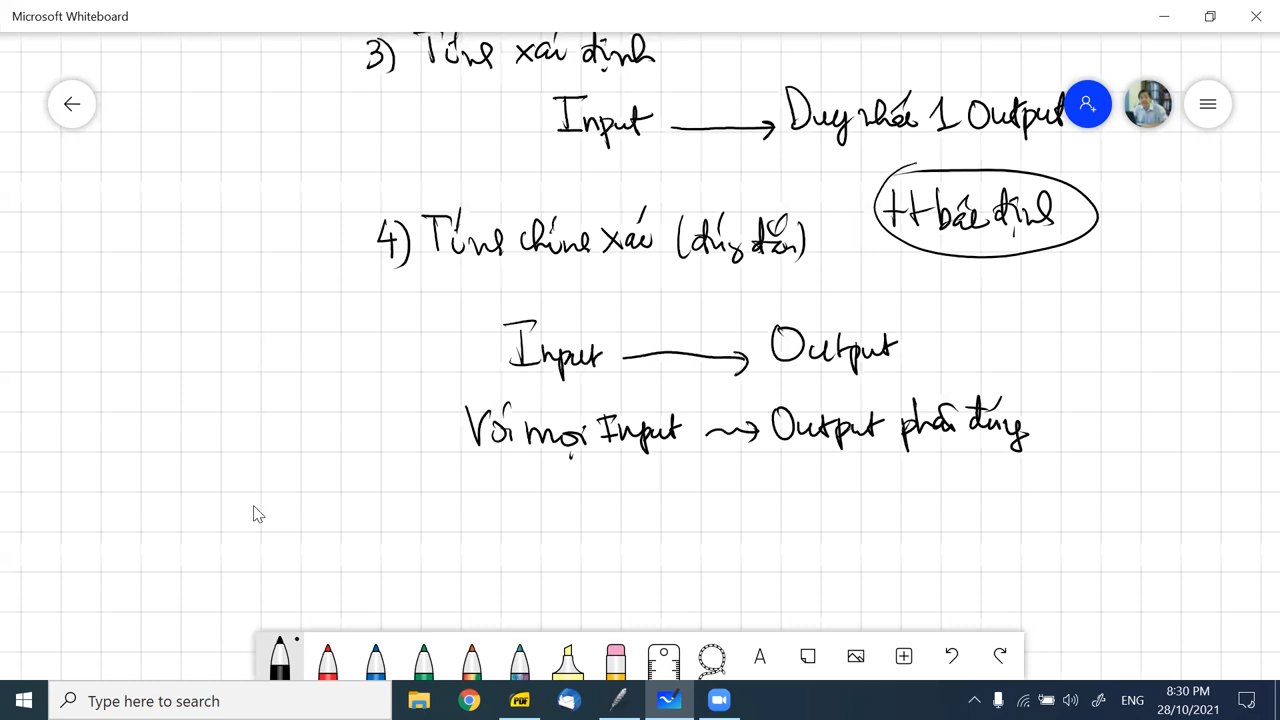 Microsoft Whiteboard
3) Tính xác định
Input → Duy nhất 1 Output
TT bất định
4) Tính chính xác (đúng đắn)
Input → Output
Với mọi Input ⇝ Output phải đúng
A
Type here to search
PDF
ENG
8:30 PM
28/10/2021